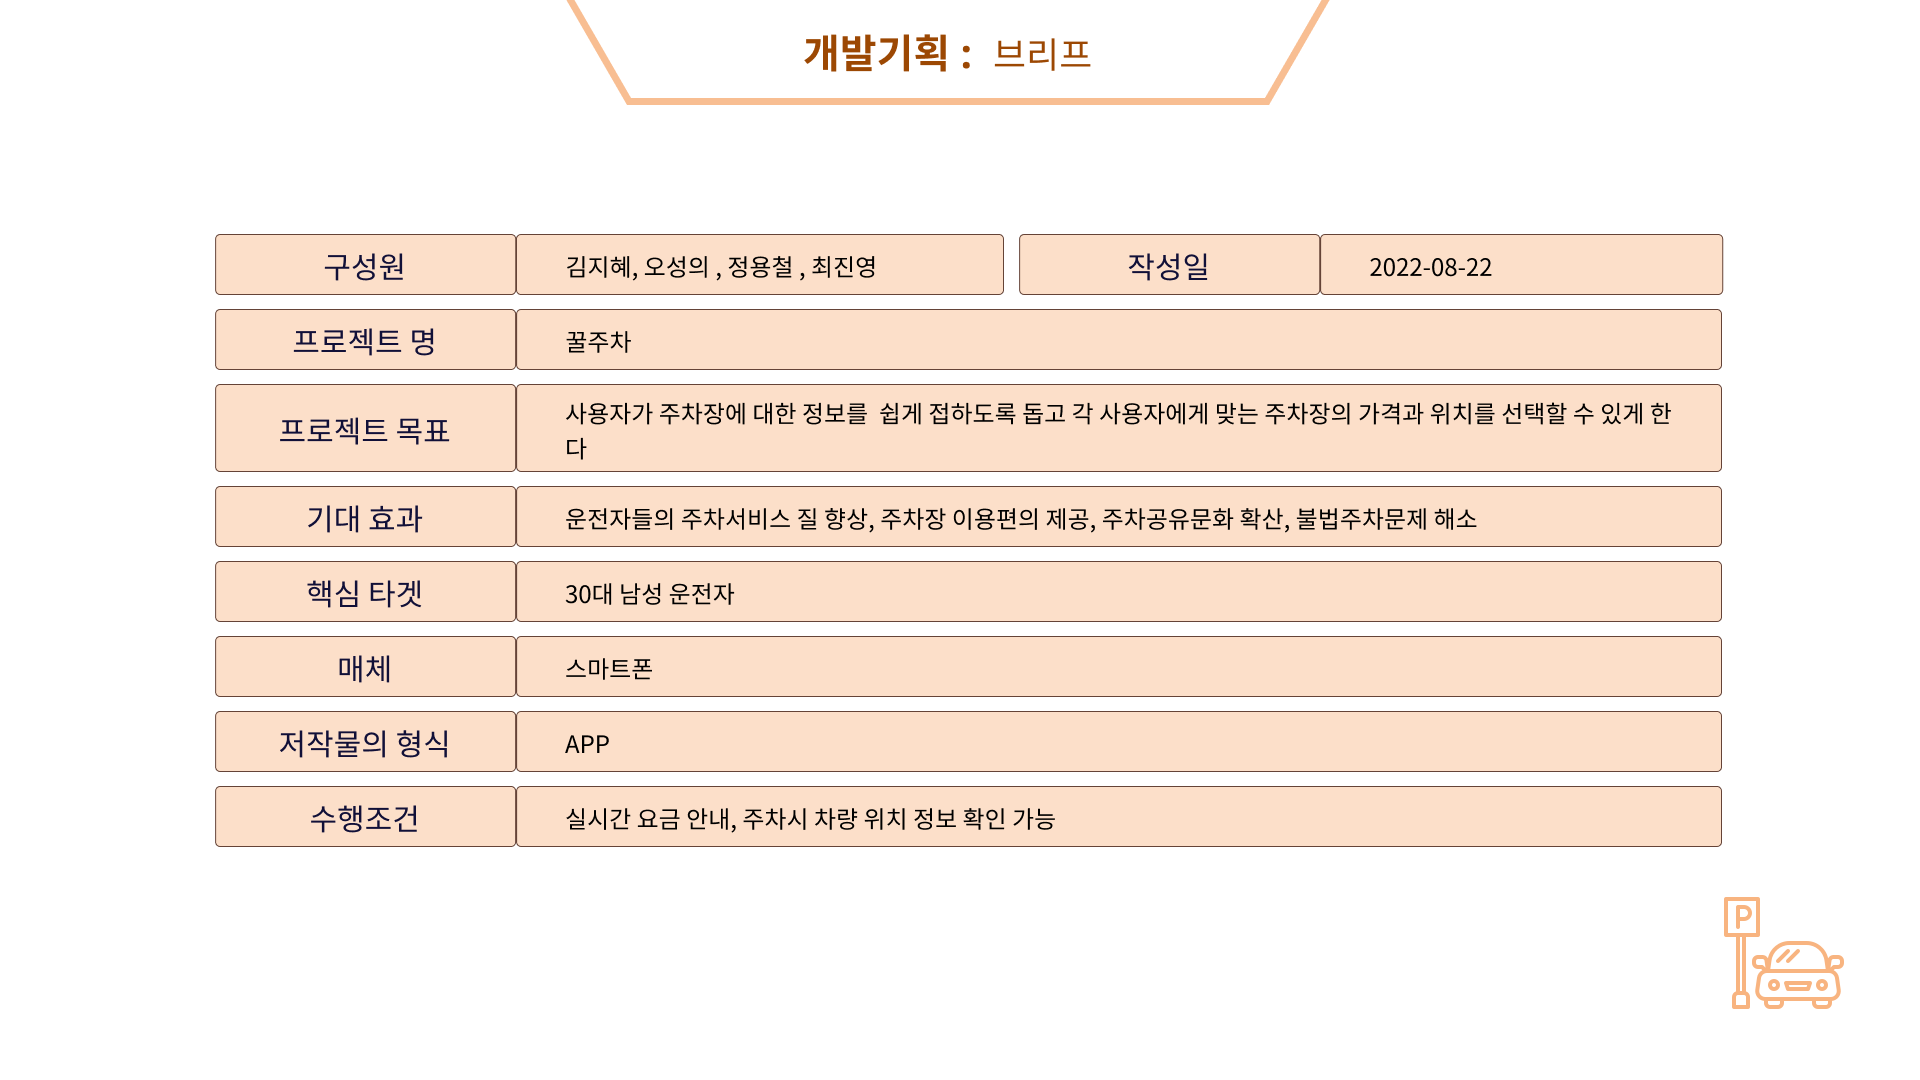 개발기획 : 브리프
구성원 김지혜, 오성의 , 정용철 , 최진영 작성일 2022-08-22
프로젝트 명 꿀주차
프로젝트 목표 사용자가 주차장에 대한 정보를  쉽게 접하도록 돕고 각 사용자에게 맞는 주차장의 가격과 위치를 선택할 수 있게 한
다
기대 효과 운전자들의 주차서비스 질 향상, 주차장 이용편의 제공, 주차공유문화 확산, 불법주차문제 해소
핵심 타겟 30대 남성 운전자
매체 스마트폰
저작물의 형식 APP
수행조건 실시간 요금 안내, 주차시 차량 위치 정보 확인 가능
P